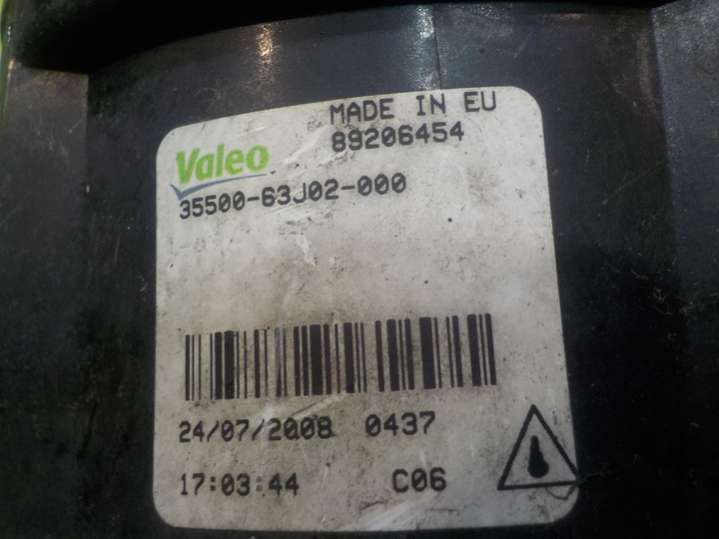 MADE IN EU
Valeo 89206454
35500-63J02-000
24/07/2008 0437
17:03:44 C06